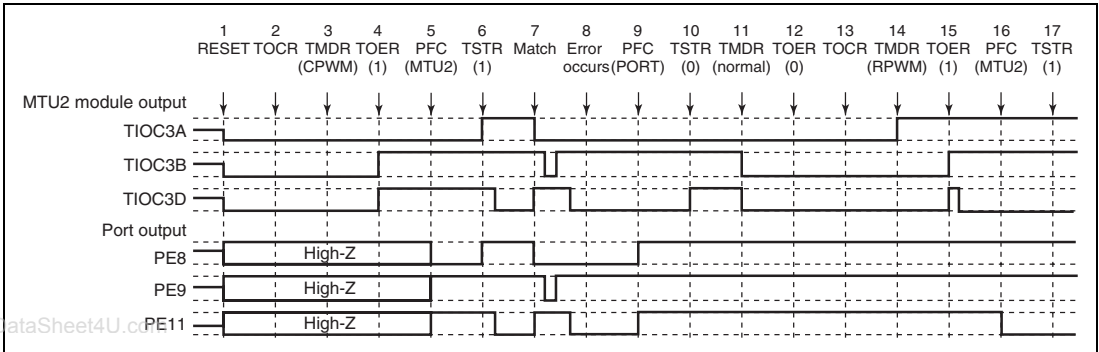 1 2 3 4 5 6 7 8 9 10 11 12 13 14 15 16 17
RESET TOCR TMDR TOER PFC TSTR Match Error PFC TSTR TMDR TOER TOCR TMDR TOER PFC TSTR
(CPWM) (1) (MTU2) (1) occurs (PORT) (0) (normal) (0) (RPWM) (1) (MTU2) (1)
MTU2 module output
TIOC3A
TIOC3B
TIOC3D
Port output
PE8 High-Z
PE9 High-Z
DataSheet4U.com PE11 High-Z